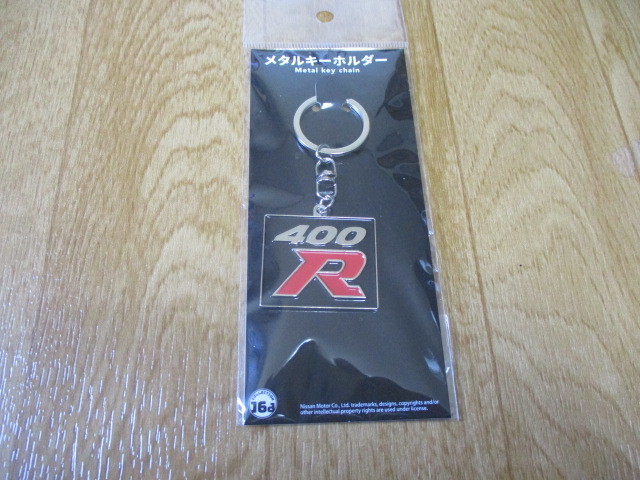 メタルキーホルダー
Metal key chain
400
R
Nissan Motor Co., Ltd. trademarks, designs, copyrights and/or
other intellectual property rights are used under license.